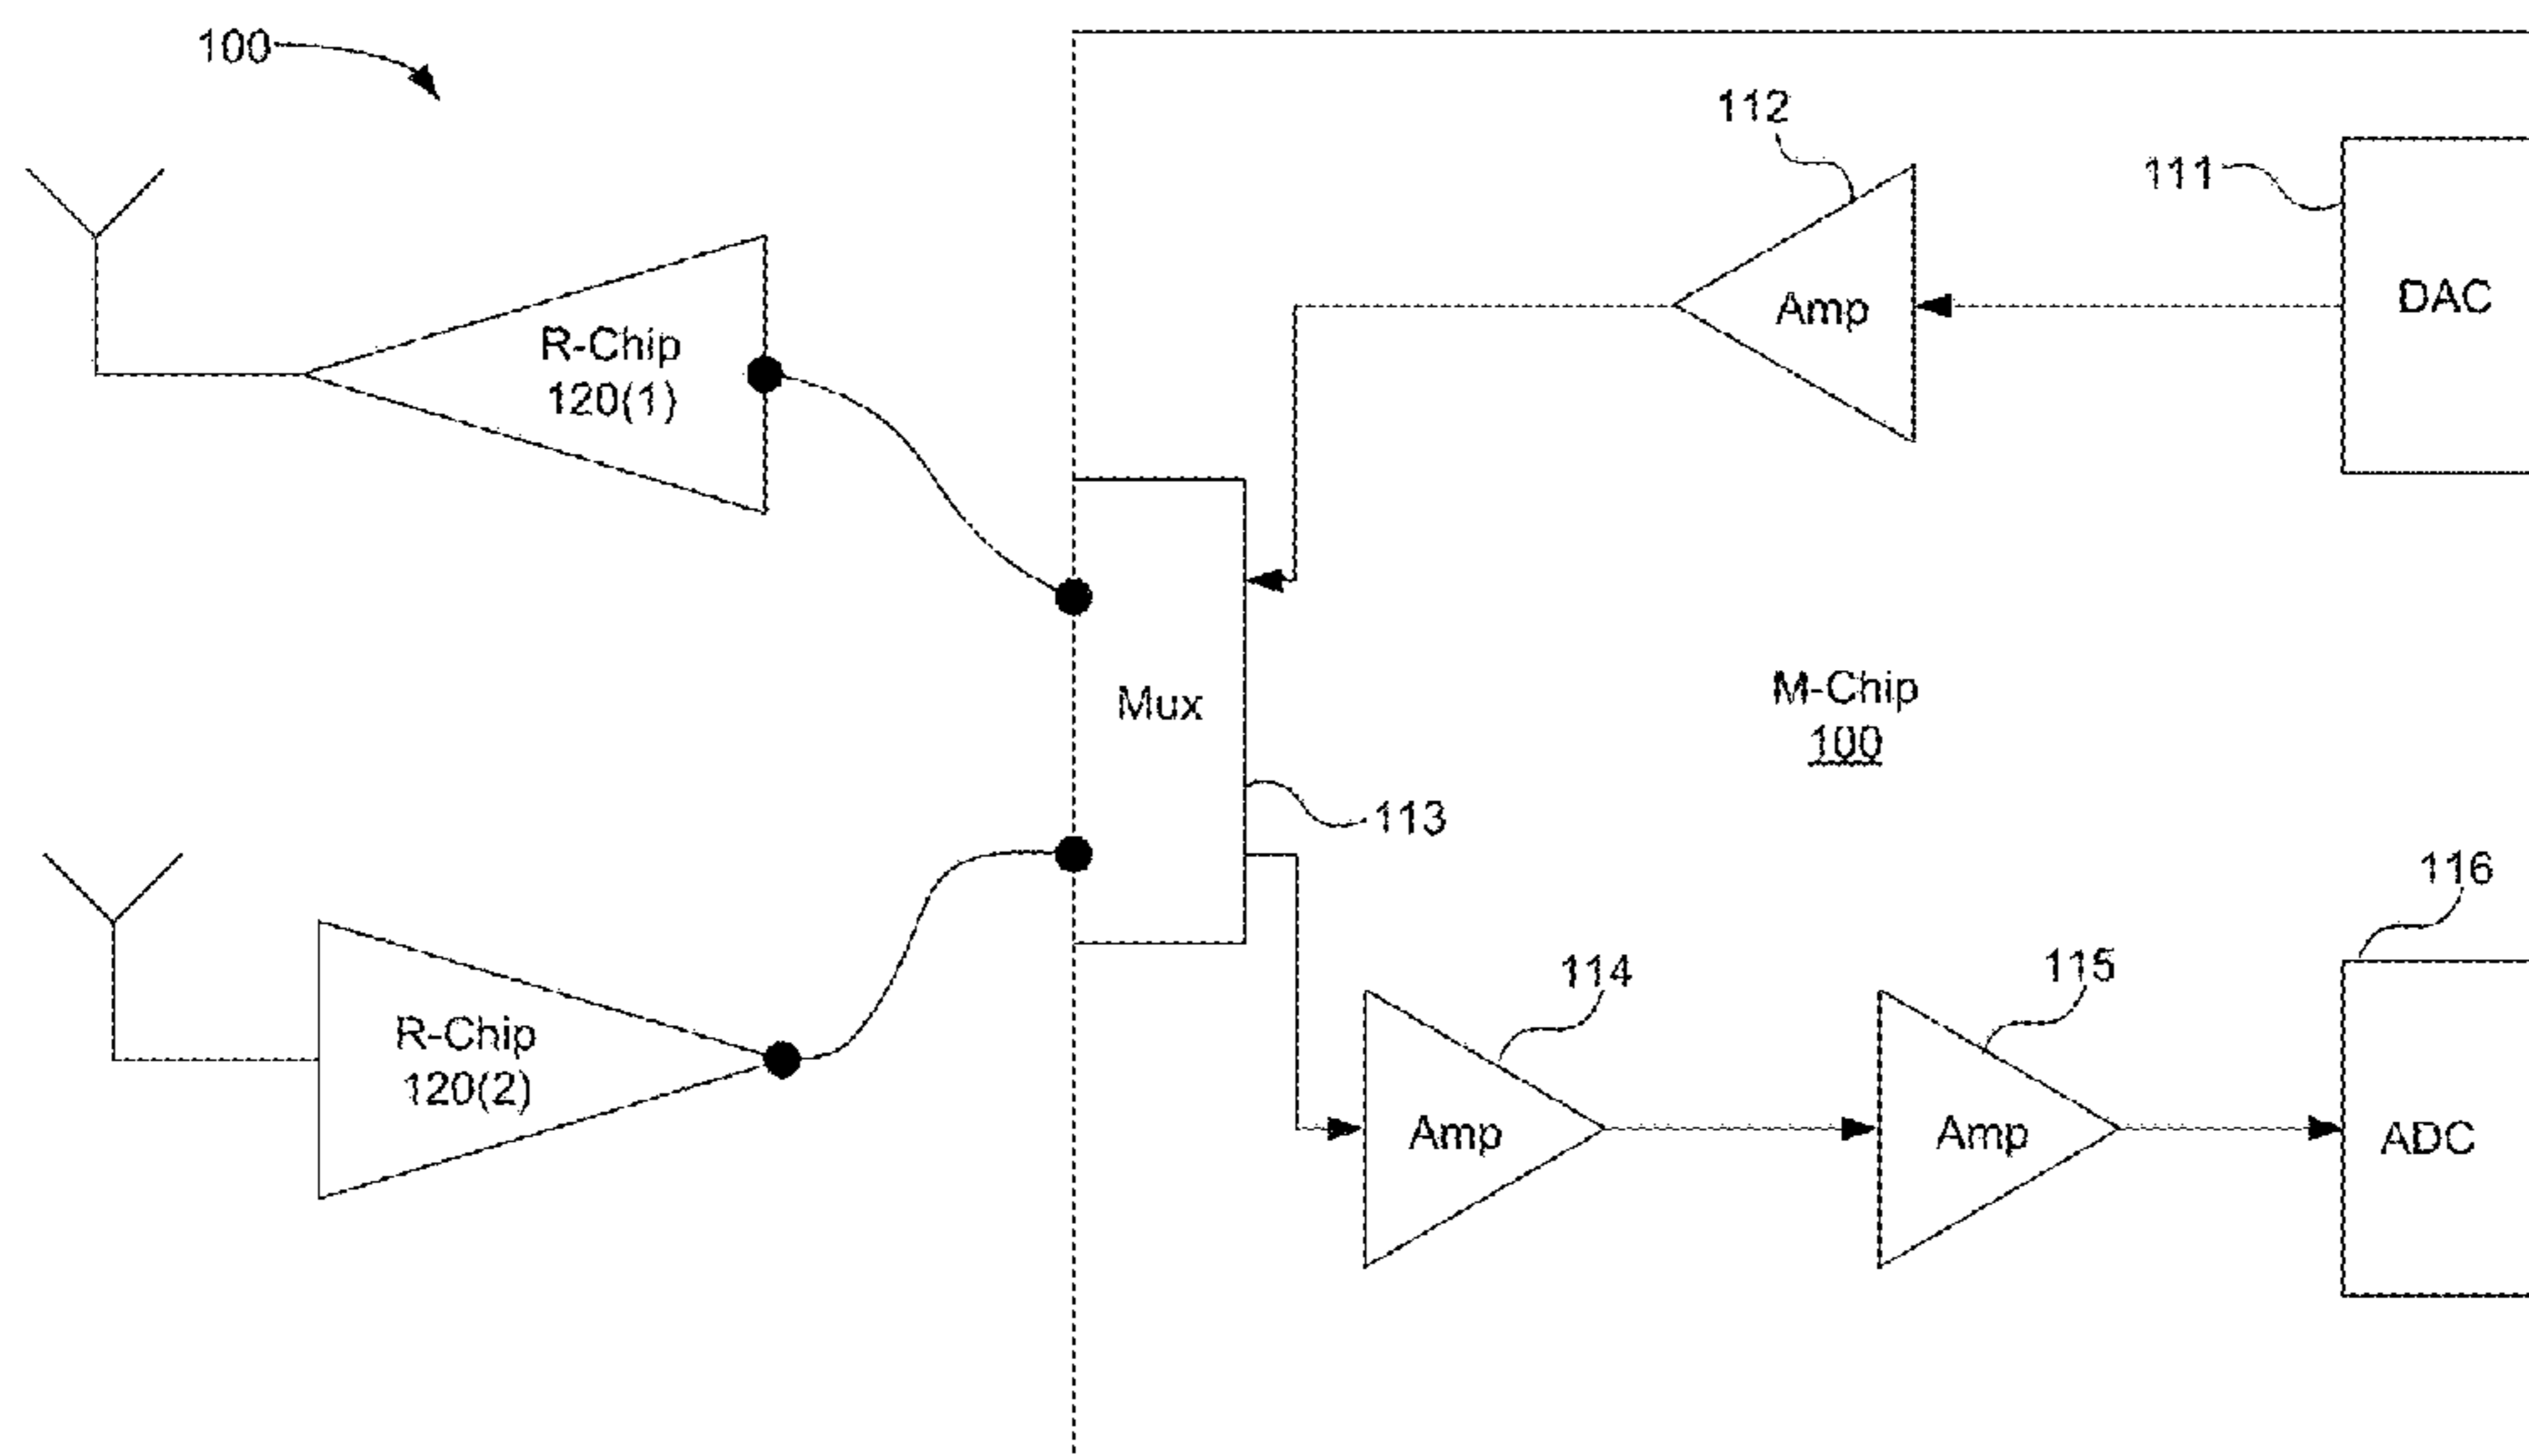 100
112
111
DAC
Amp
R-Chip
120(1)
Mux
M-Chip
100
113
116
114
115
R-Chip
120(2)
Amp
Amp
ADC